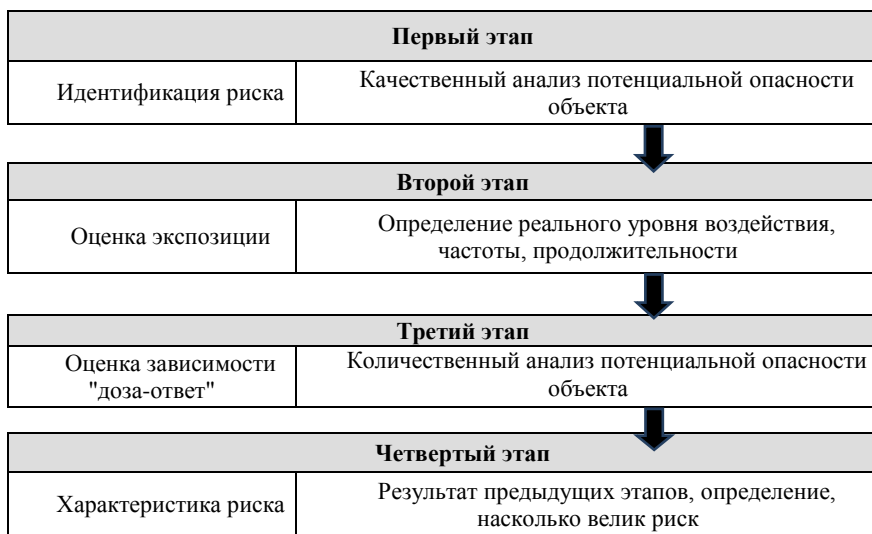 Первый этап
Идентификация риска
Качественный анализ потенциальной опасности
объекта
Второй этап
Оценка экспозиции
Определение реального уровня воздействия,
частоты, продолжительности
Третий этап
Оценка зависимости
"доза-ответ"
Количественный анализ потенциальной опасности
объекта
Четвертый этап
Характеристика риска
Результат предыдущих этапов, определение,
насколько велик риск